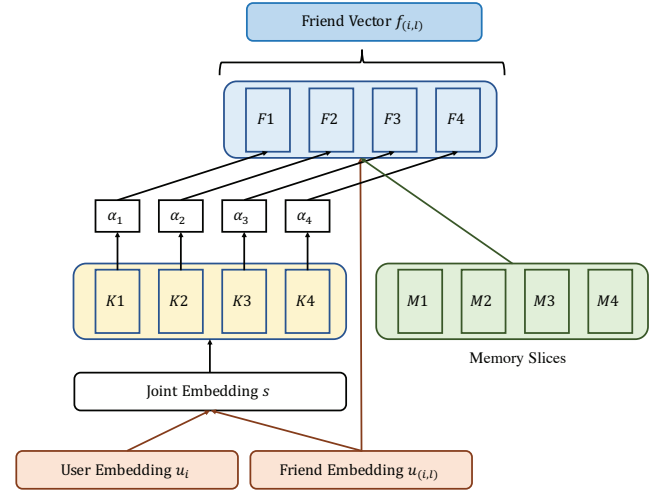 Friend Vector f(i,l)
F1 F2 F3 F4
α1 α2 α3 α4
K1 K2 K3 K4
M1 M2 M3 M4
Memory Slices
Joint Embedding s
User Embedding ui
Friend Embedding u(i,l)